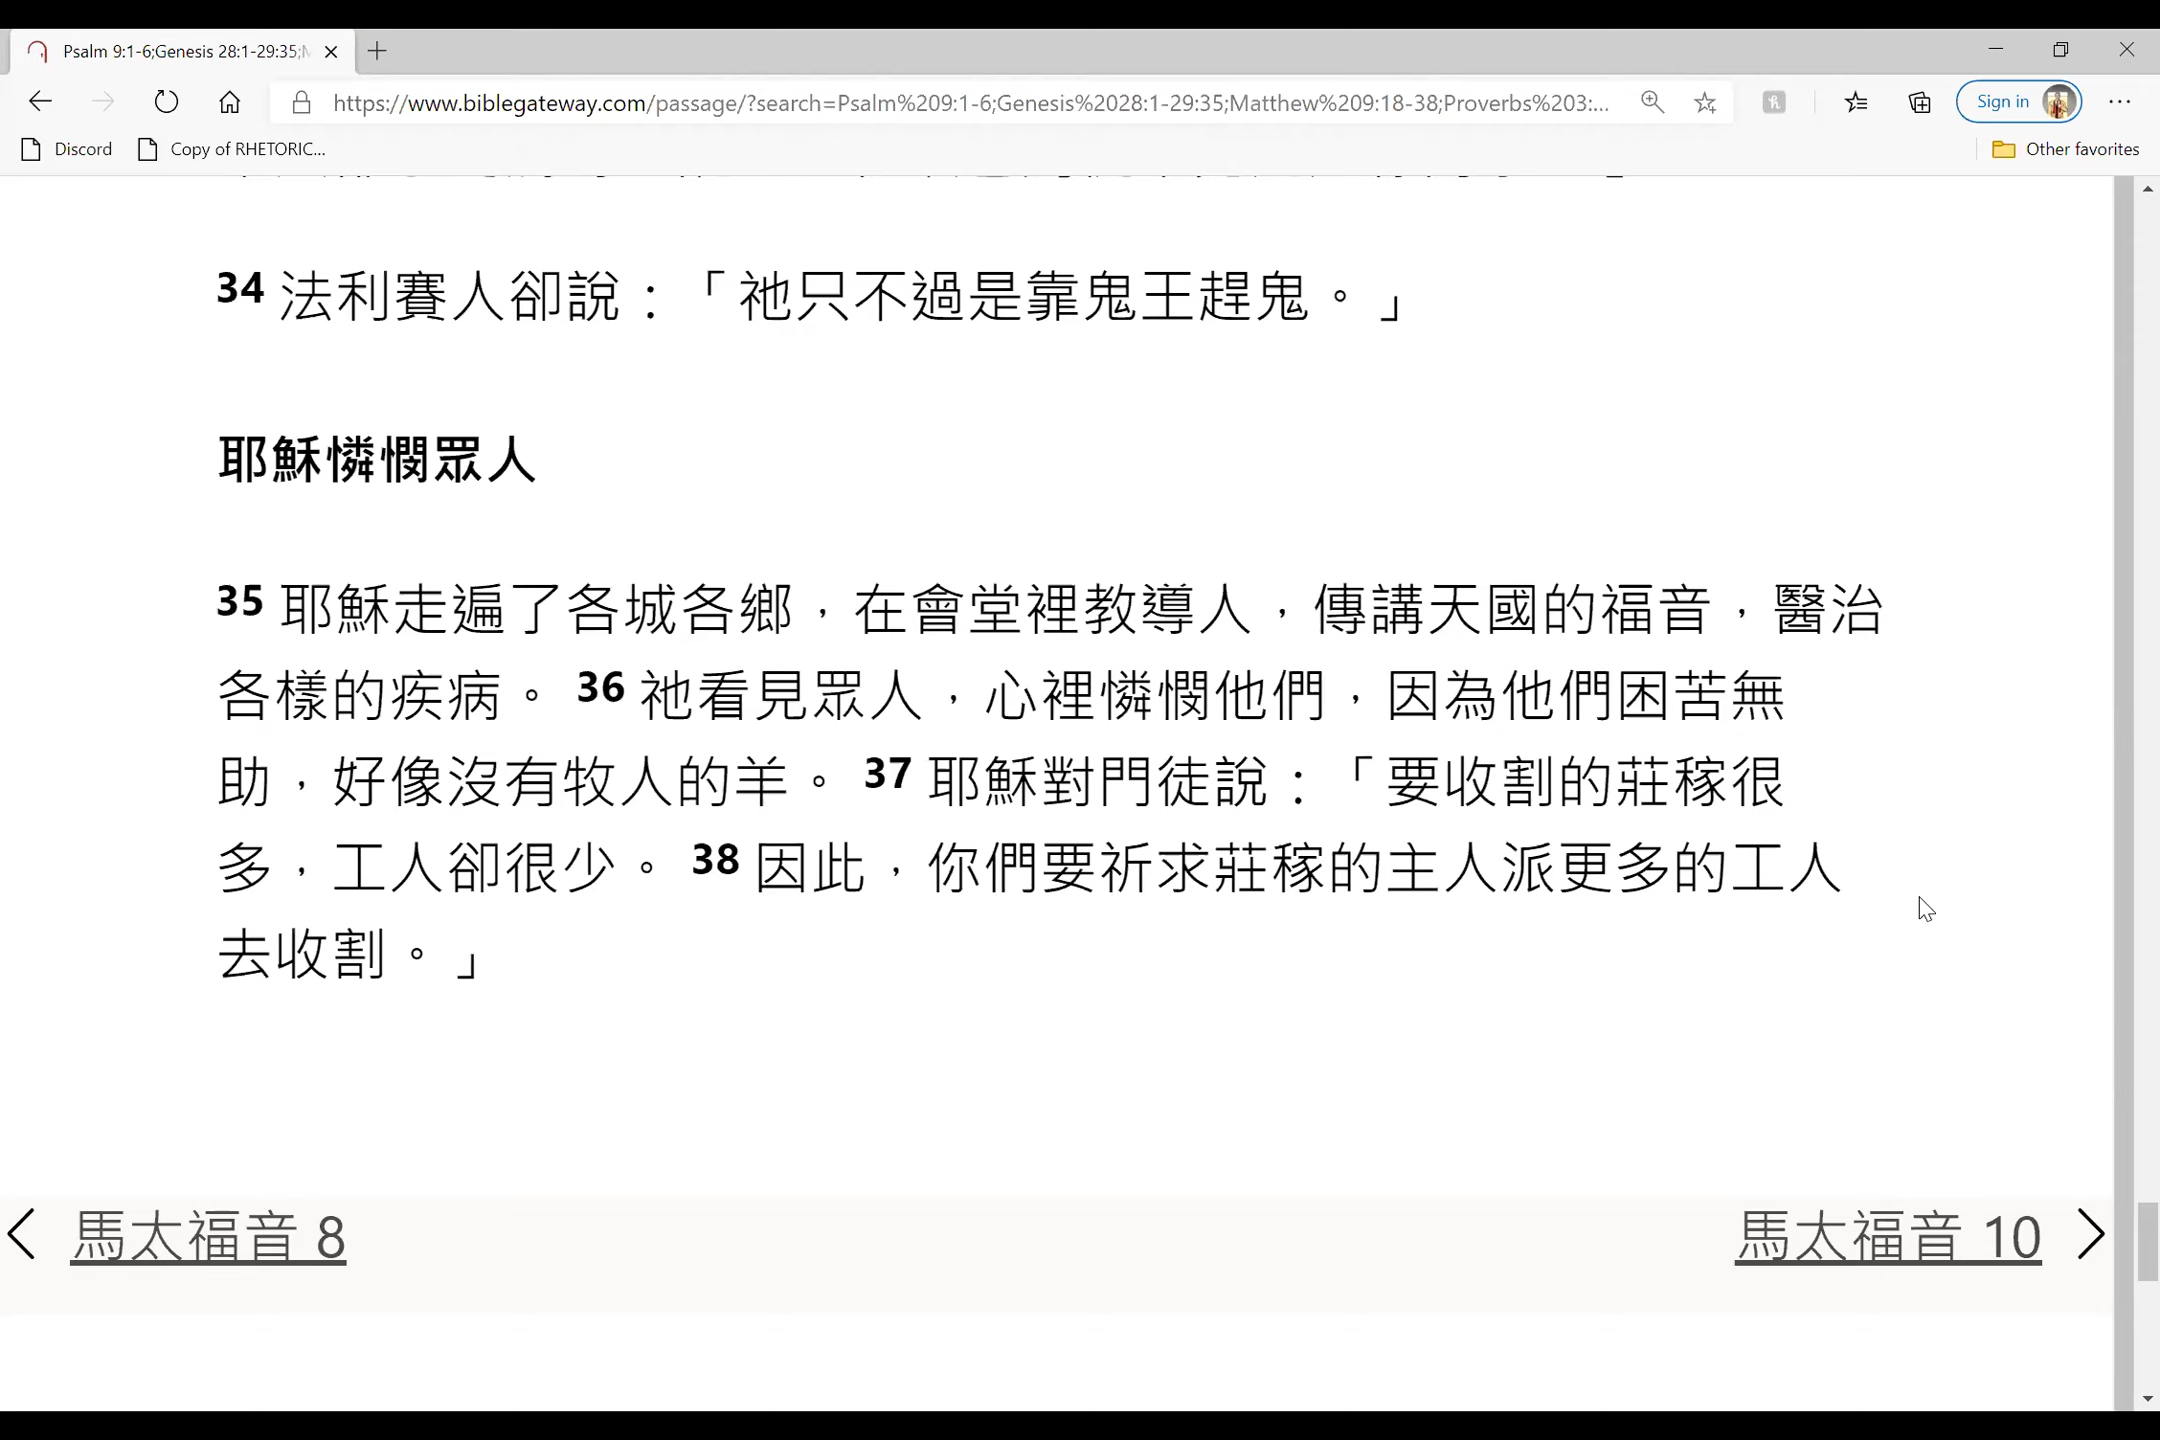 Psalm 9:1-6;Genesis 28:1-29:35;
https://www.biblegateway.com/passage/?search=Psalm%209:1-6;Genesis%2028:1-29:35;Matthew%209:18-38;Proverbs%203:...
Sign in
Discord
Copy of RHETORIC...
Other favorites
34 法利賽人卻說：「祂只不過是靠鬼王趕鬼。」
耶穌憐憫眾人
35 耶穌走遍了各城各鄉，在會堂裡教導人，傳講天國的福音，醫治
各樣的疾病。 36 祂看見眾人，心裡憐憫他們，因為他們困苦無
助，好像沒有牧人的羊。 37 耶穌對門徒說：「要收割的莊稼很
多，工人卻很少。 38 因此，你們要祈求莊稼的主人派更多的工人
去收割。」
馬太福音 8
馬太福音 10